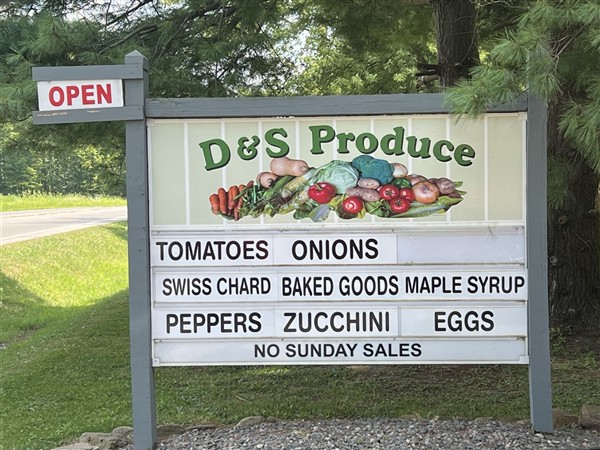 OPEN
D&S Produce
TOMATOES ONIONS
SWISS CHARD BAKED GOODS MAPLE SYRUP
PEPPERS ZUCCHINI EGGS
NO SUNDAY SALES